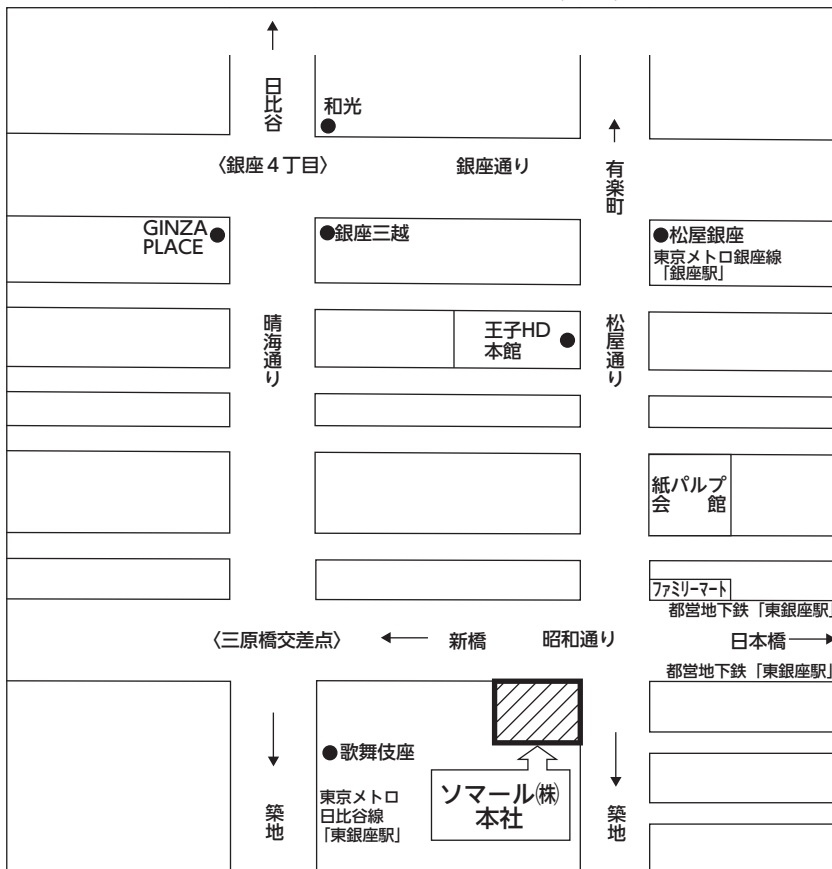 日比谷
和光
〈銀座4丁目〉
銀座通り
有楽町
GINZA
PLACE
銀座三越
松屋銀座
東京メトロ銀座線
「銀座駅」
晴海通り
王子HD
本館
松屋通り
紙パルプ
会館
ファミリーマート
都営地下鉄「東銀座駅」
〈三原橋交差点〉
新橋
昭和通り
日本橋
都営地下鉄「東銀座駅」
歌舞伎座
東京メトロ
日比谷線
「東銀座駅」
ソマール㈱
本社
築地
築地